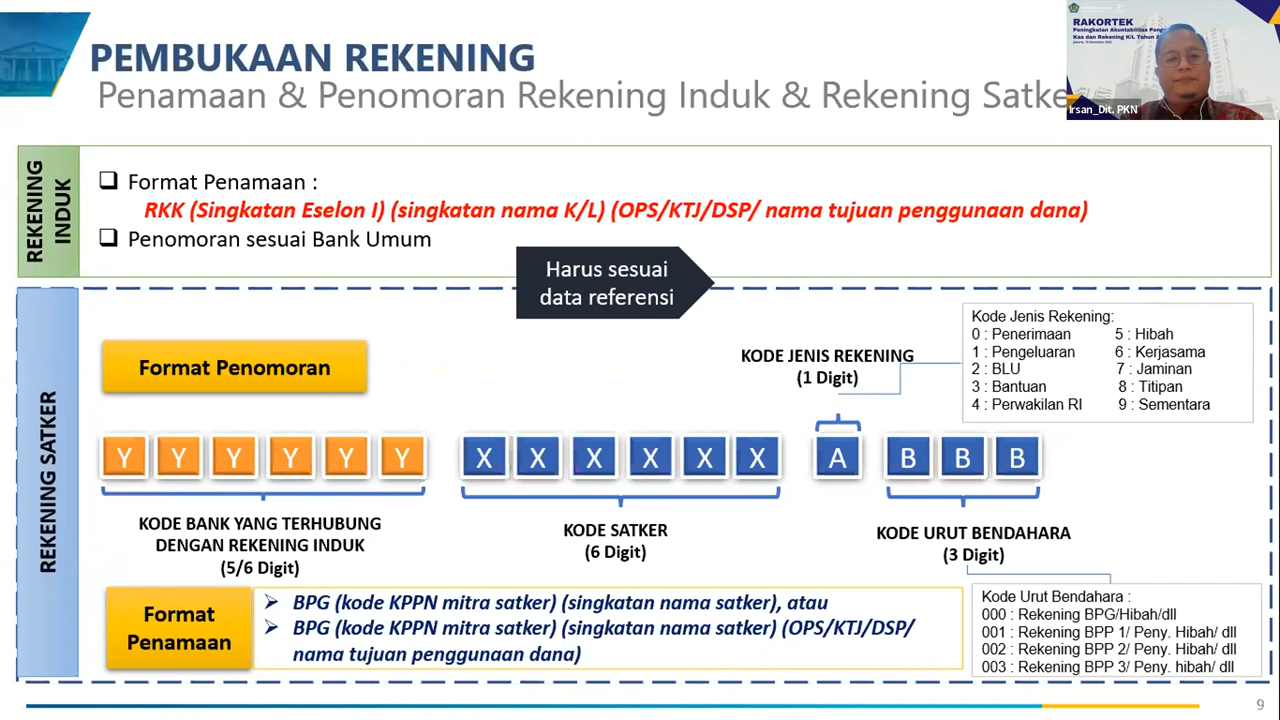 PEMBUKAAN REKENING
Penamaan & Penomoran Rekening Induk & Rekening Satke
RAKORTEK
Peningkatan Akuntabilitas
Kas dan Rekening K/L Tahun
Irsan_Dit. PKN
REKENING
INDUK
Format Penamaan :
RKK (Singkatan Eselon I) (singkatan nama K/L) (OPS/KTJ/DSP/ nama tujuan penggunaan dana)
Penomoran sesuai Bank Umum
Harus sesuai
data referensi
REKENING SATKER
Format Penomoran
KODE JENIS REKENING
(1 Digit)
Kode Jenis Rekening:
0 : Penerimaan 5 : Hibah
1 : Pengeluaran 6 : Kerjasama
2 : BLU 7 : Jaminan
3 : Bantuan 8 : Titipan
4 : Perwakilan RI 9 : Sementara
Y Y Y Y Y Y X X X X X X A B B B
KODE BANK YANG TERHUBUNG
DENGAN REKENING INDUK
(5/6 Digit)
KODE SATKER
(6 Digit)
KODE URUT BENDAHARA
(3 Digit)
Format
Penamaan
BPG (kode KPPN mitra satker) (singkatan nama satker), atau
BPG (kode KPPN mitra satker) (singkatan nama satker) (OPS/KTJ/DSP/
nama tujuan penggunaan dana)
Kode Urut Bendahara :
000 : Rekening BPG/Hibah/dll
001 : Rekening BPP 1/ Peny. Hibah/ dll
002 : Rekening BPP 2/ Peny. Hibah/ dll
003 : Rekening BPP 3/ Peny. hibah/ dll
9